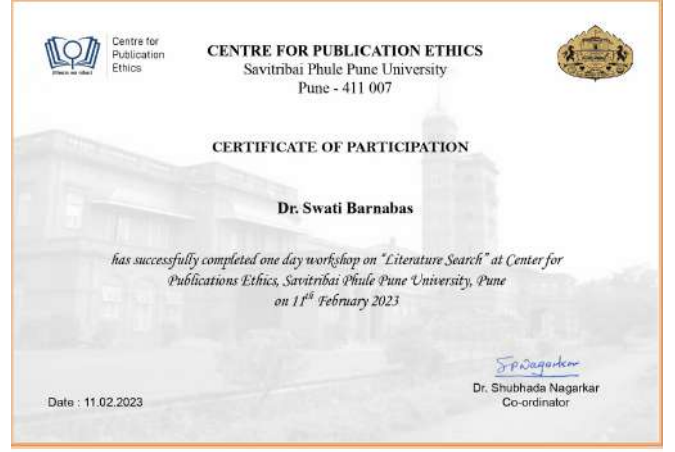 Centre for
Publication
Ethics
CENTRE FOR PUBLICATION ETHICS
Savitribai Phule Pune University
Pune - 411 007
CERTIFICATE OF PARTICIPATION
Dr. Swati Barnabas
has successfully completed one day workshop on "Literature Search" at Center for
Publications Ethics, Savitribai Phule Pune University, Pune
on 11th February 2023
SPNagarkar
Dr. Shubhada Nagarkar
Co-ordinator
Date : 11.02.2023